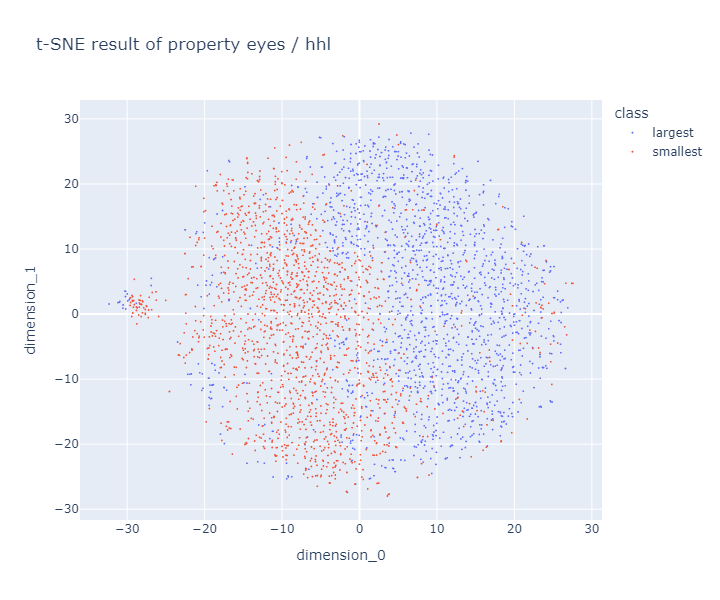 t-SNE result of property eyes / hhl
class
largest
smallest
30
20
10
0
−10
−20
−30
dimension_1
−30
−20
−10
0
10
20
30
dimension_0